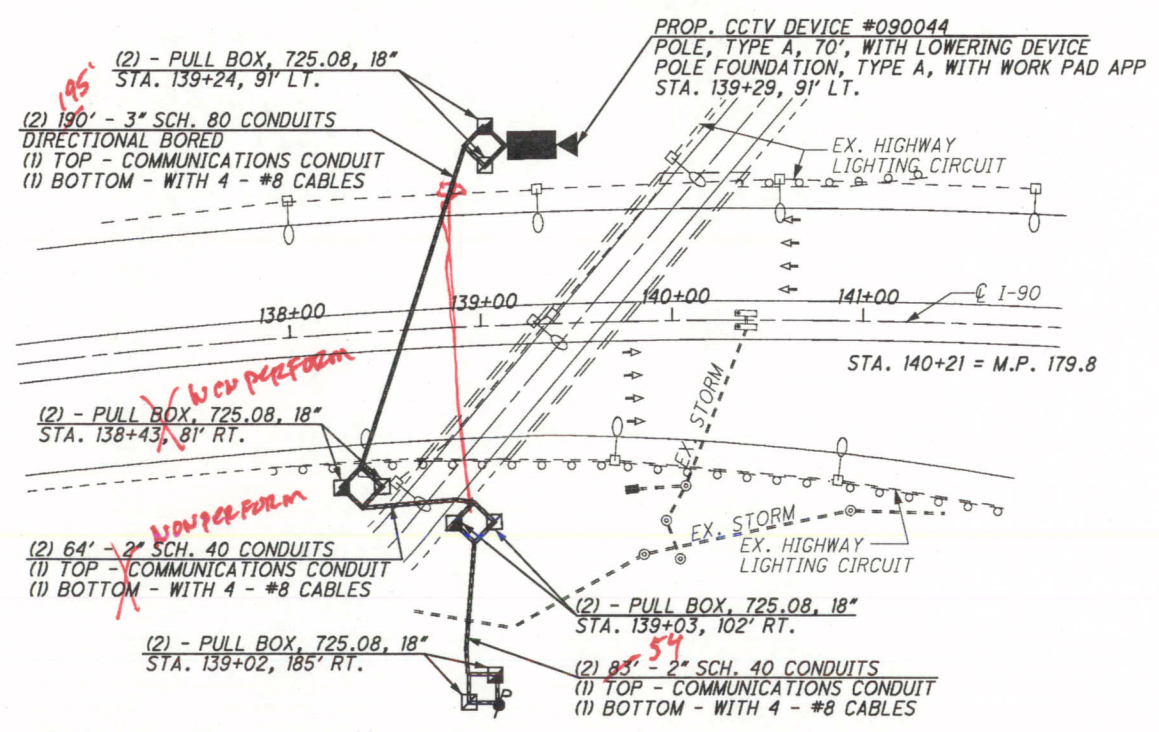 PROP. CCTV DEVICE #090044
POLE, TYPE A, 70', WITH LOWERING DEVICE
POLE FOUNDATION, TYPE A, WITH WORK PAD APP
STA. 139+29, 91' LT.
(2) - PULL BOX, 725.08, 18"
STA. 139+24, 91' LT.
195'
(2) 190' - 3" SCH. 80 CONDUITS
DIRECTIONAL BORED
(1) TOP - COMMUNICATIONS CONDUIT
(1) BOTTOM - WITH 4 - #8 CABLES
EX. HIGHWAY
LIGHTING CIRCUIT
138+00
139+00
140+00
141+00
℄ I-90
STA. 140+21 = M.P. 179.8
NONPERFORM
(2) - PULL BOX, 725.08, 18"
STA. 138+43, 81' RT.
EX. STORM
NONPERFORM
(2) 64' - 2" SCH. 40 CONDUITS
(1) TOP - COMMUNICATIONS CONDUIT
(1) BOTTOM - WITH 4 - #8 CABLES
EX. STORM
EX. HIGHWAY
LIGHTING CIRCUIT
(2) - PULL BOX, 725.08, 18"
STA. 139+03, 102' RT.
(2) - PULL BOX, 725.08, 18"
STA. 139+02, 185' RT.
54
(2) 83' - 2" SCH. 40 CONDUITS
(1) TOP - COMMUNICATIONS CONDUIT
(1) BOTTOM - WITH 4 - #8 CABLES
P